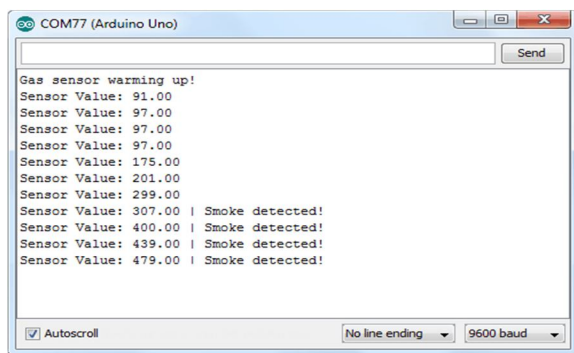 COM77 (Arduino Uno)
Send
Gas sensor warming up!
Sensor Value: 91.00
Sensor Value: 97.00
Sensor Value: 97.00
Sensor Value: 97.00
Sensor Value: 175.00
Sensor Value: 201.00
Sensor Value: 299.00
Sensor Value: 307.00 | Smoke detected!
Sensor Value: 400.00 | Smoke detected!
Sensor Value: 439.00 | Smoke detected!
Sensor Value: 479.00 | Smoke detected!
Autoscroll No line ending 9600 baud